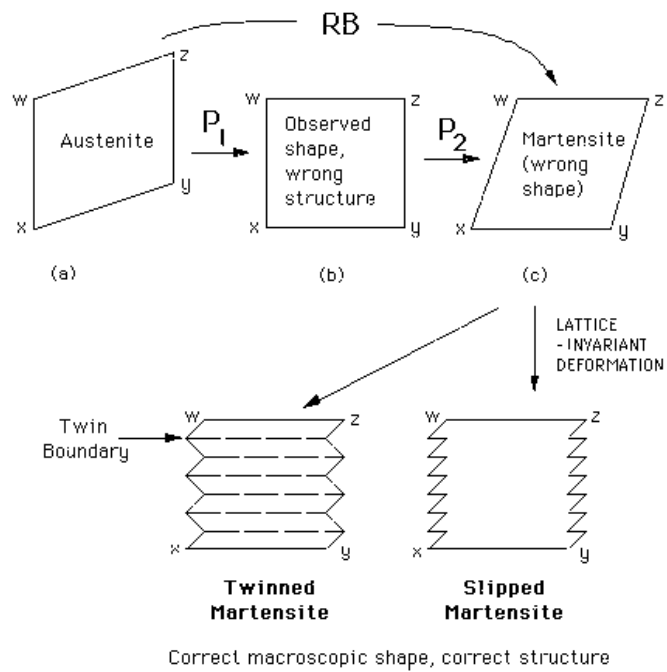 RB
z
w
w
z
w
z
P1
P2
Austenite
Observed
shape,
wrong
structure
Martensite
(wrong
shape)
y
x
x
y
x
y
(a)
(b)
(c)
LATTICE
- INVARIANT
DEFORMATION
w
z
w
z
Twin
Boundary
x
y
x
y
Twinned
Martensite
Slipped
Martensite
Correct macroscopic shape, correct structure